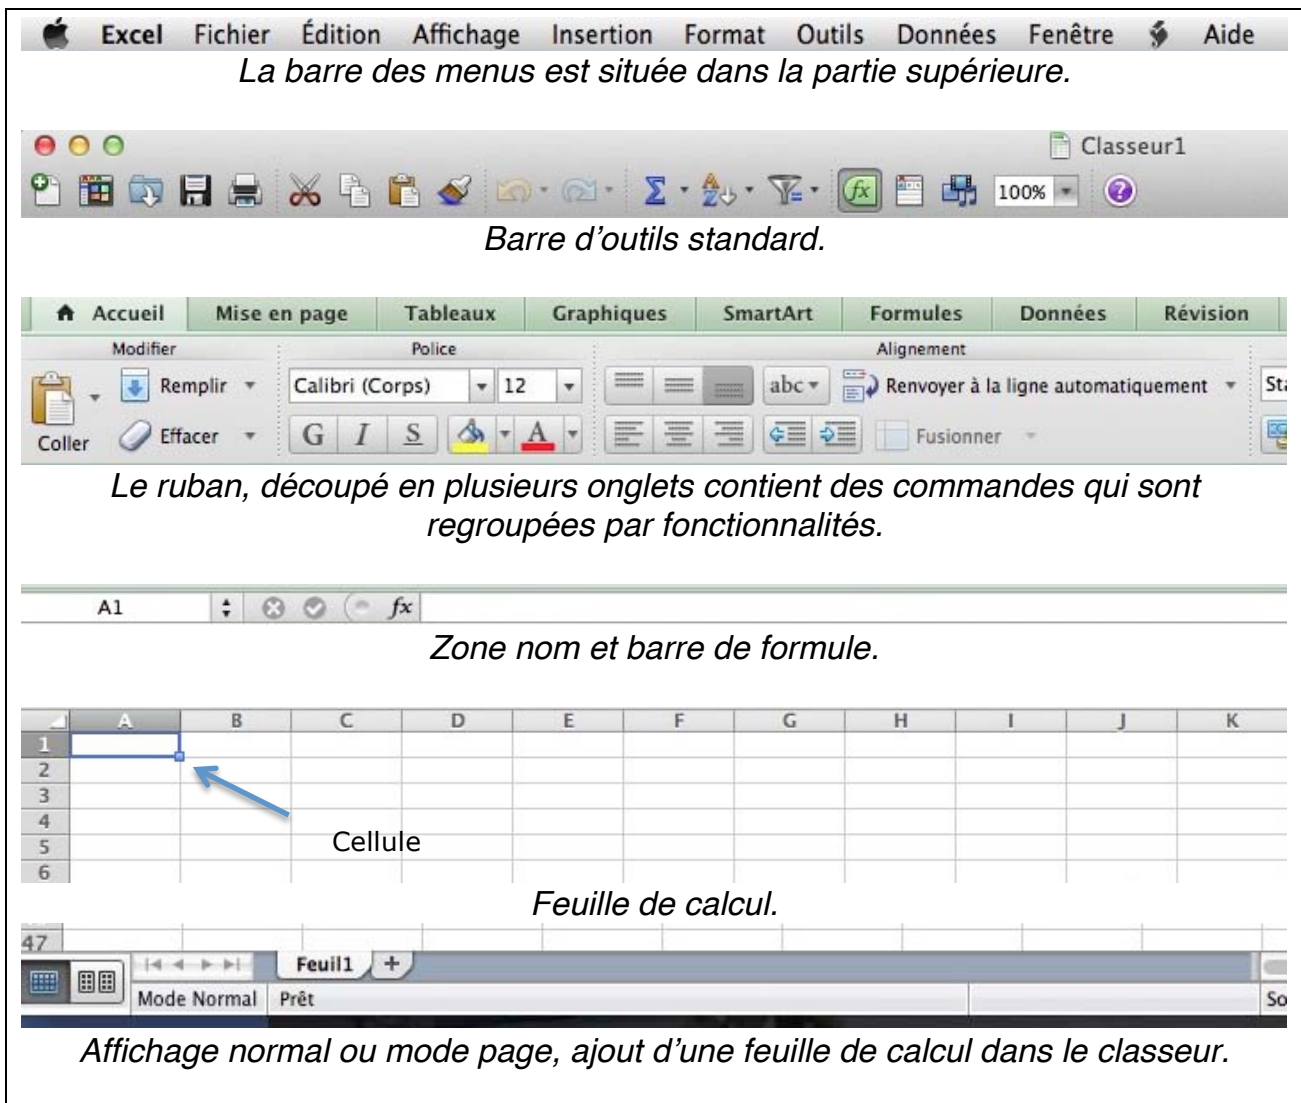 Excel Fichier Édition Affichage Insertion Format Outils Données Fenêtre Aide
La barre des menus est située dans la partie supérieure.
Classeur1
fx 100% ?
Barre d’outils standard.
Accueil Mise en page Tableaux Graphiques SmartArt Formules Données Révision
Modifier Police Alignement
Remplir Calibri (Corps) 12 abc Renvoyer à la ligne automatiquement
Coller Effacer G I S A Fusionner
Le ruban, découpé en plusieurs onglets contient des commandes qui sont
regroupées par fonctionnalités.
A1 fx
Zone nom et barre de formule.
A B C D E F G H I J K
1
2
3
4
5
Cellule
6
Feuille de calcul.
47
Feuil1 +
Mode Normal Prêt
Affichage normal ou mode page, ajout d’une feuille de calcul dans le classeur.